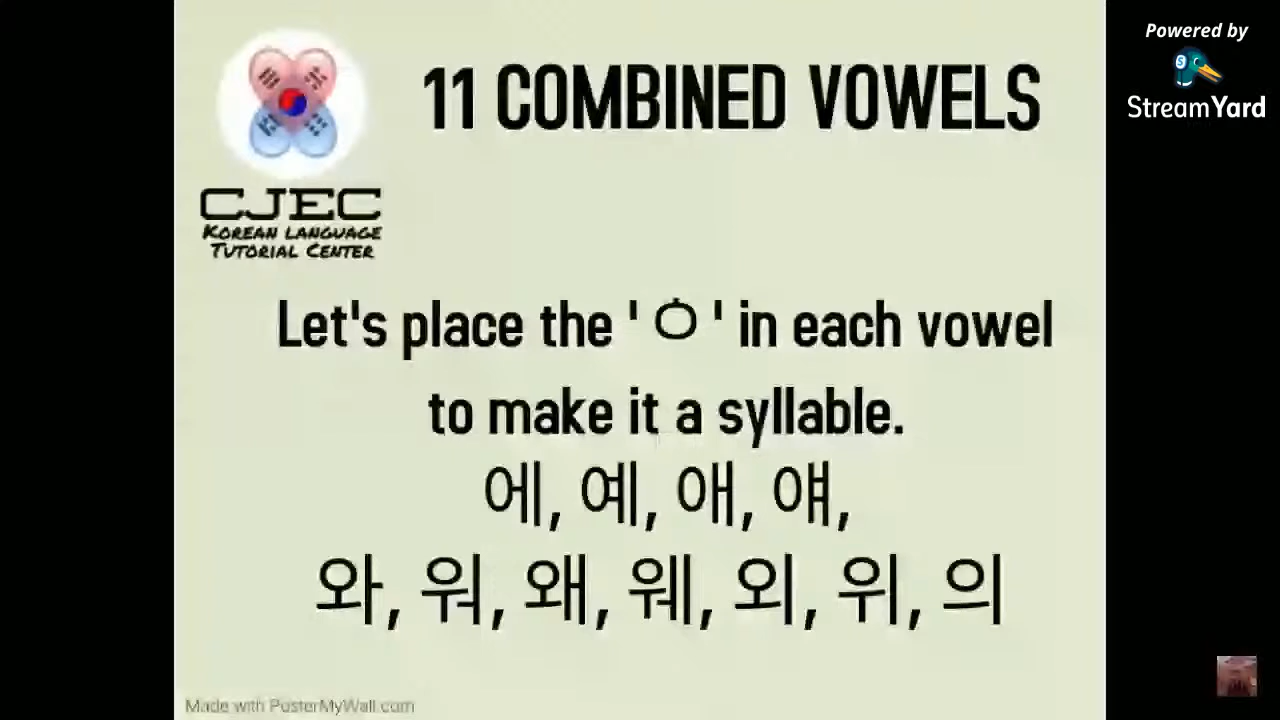 Powered by
StreamYard
11 COMBINED VOWELS
CJEC
KOREAN LANGUAGE
TUTORIAL CENTER
Let's place the 'ㅇ' in each vowel
to make it a syllable.
에, 예, 애, 얘,
와, 워, 왜, 웨, 외, 위, 의
Made with PosterMyWall.com